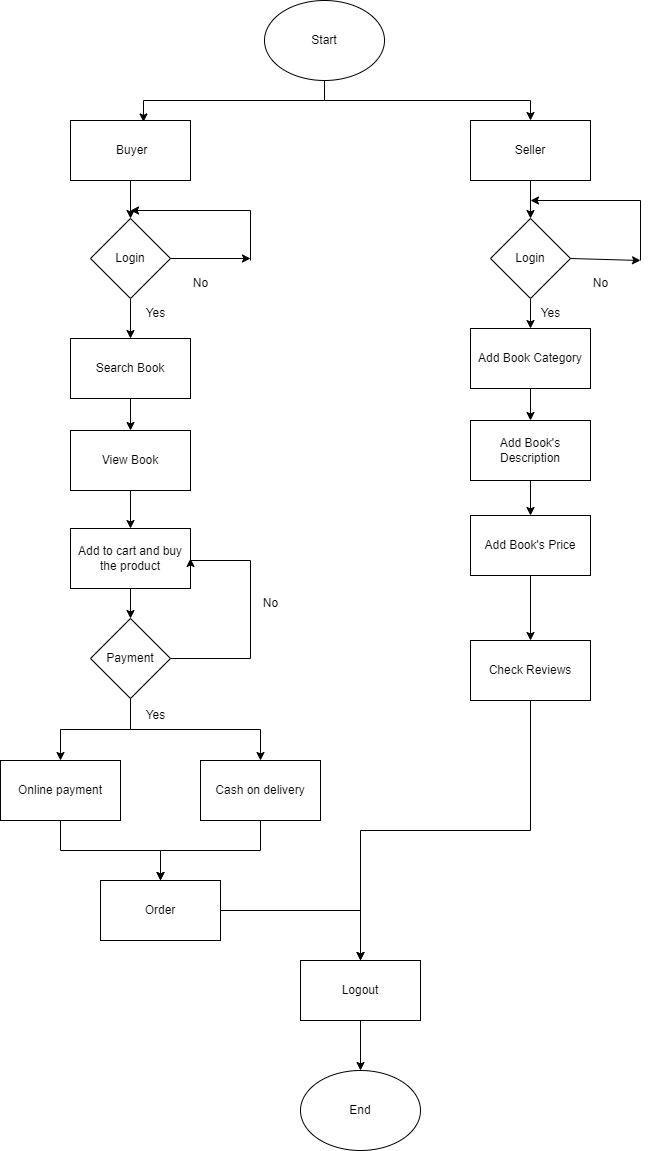 Start
Buyer
Seller
Login
No
Yes
Login
No
Yes
Search Book
Add Book Category
View Book
Add Book's
Description
Add to cart and buy
the product
Add Book's Price
No
Payment
Yes
Check Reviews
Online payment
Cash on delivery
Order
Logout
End